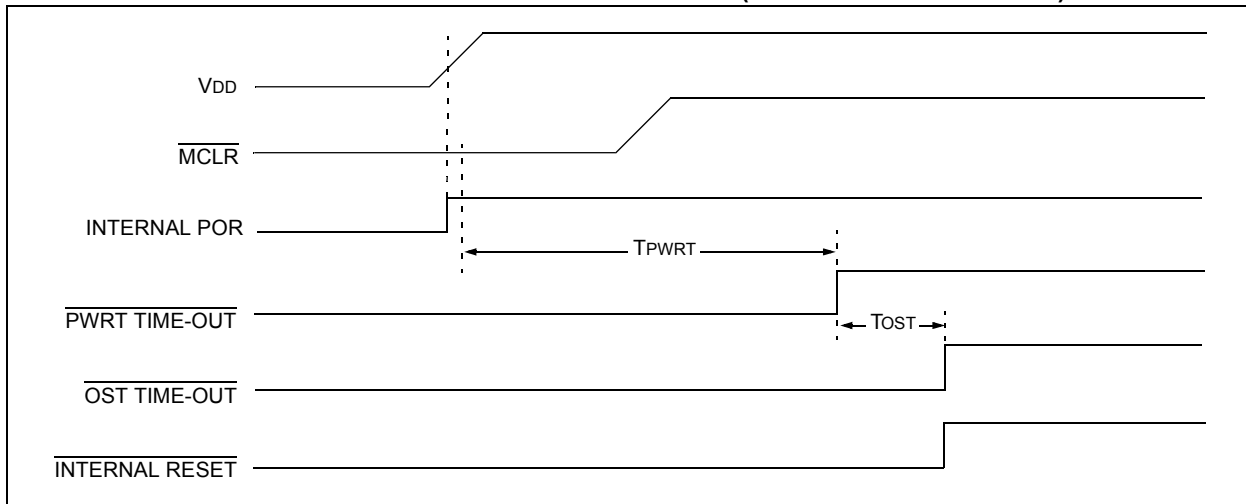 VDD
MCLR
INTERNAL POR
TPWRT
PWRT TIME-OUT
TOST
OST TIME-OUT
INTERNAL RESET